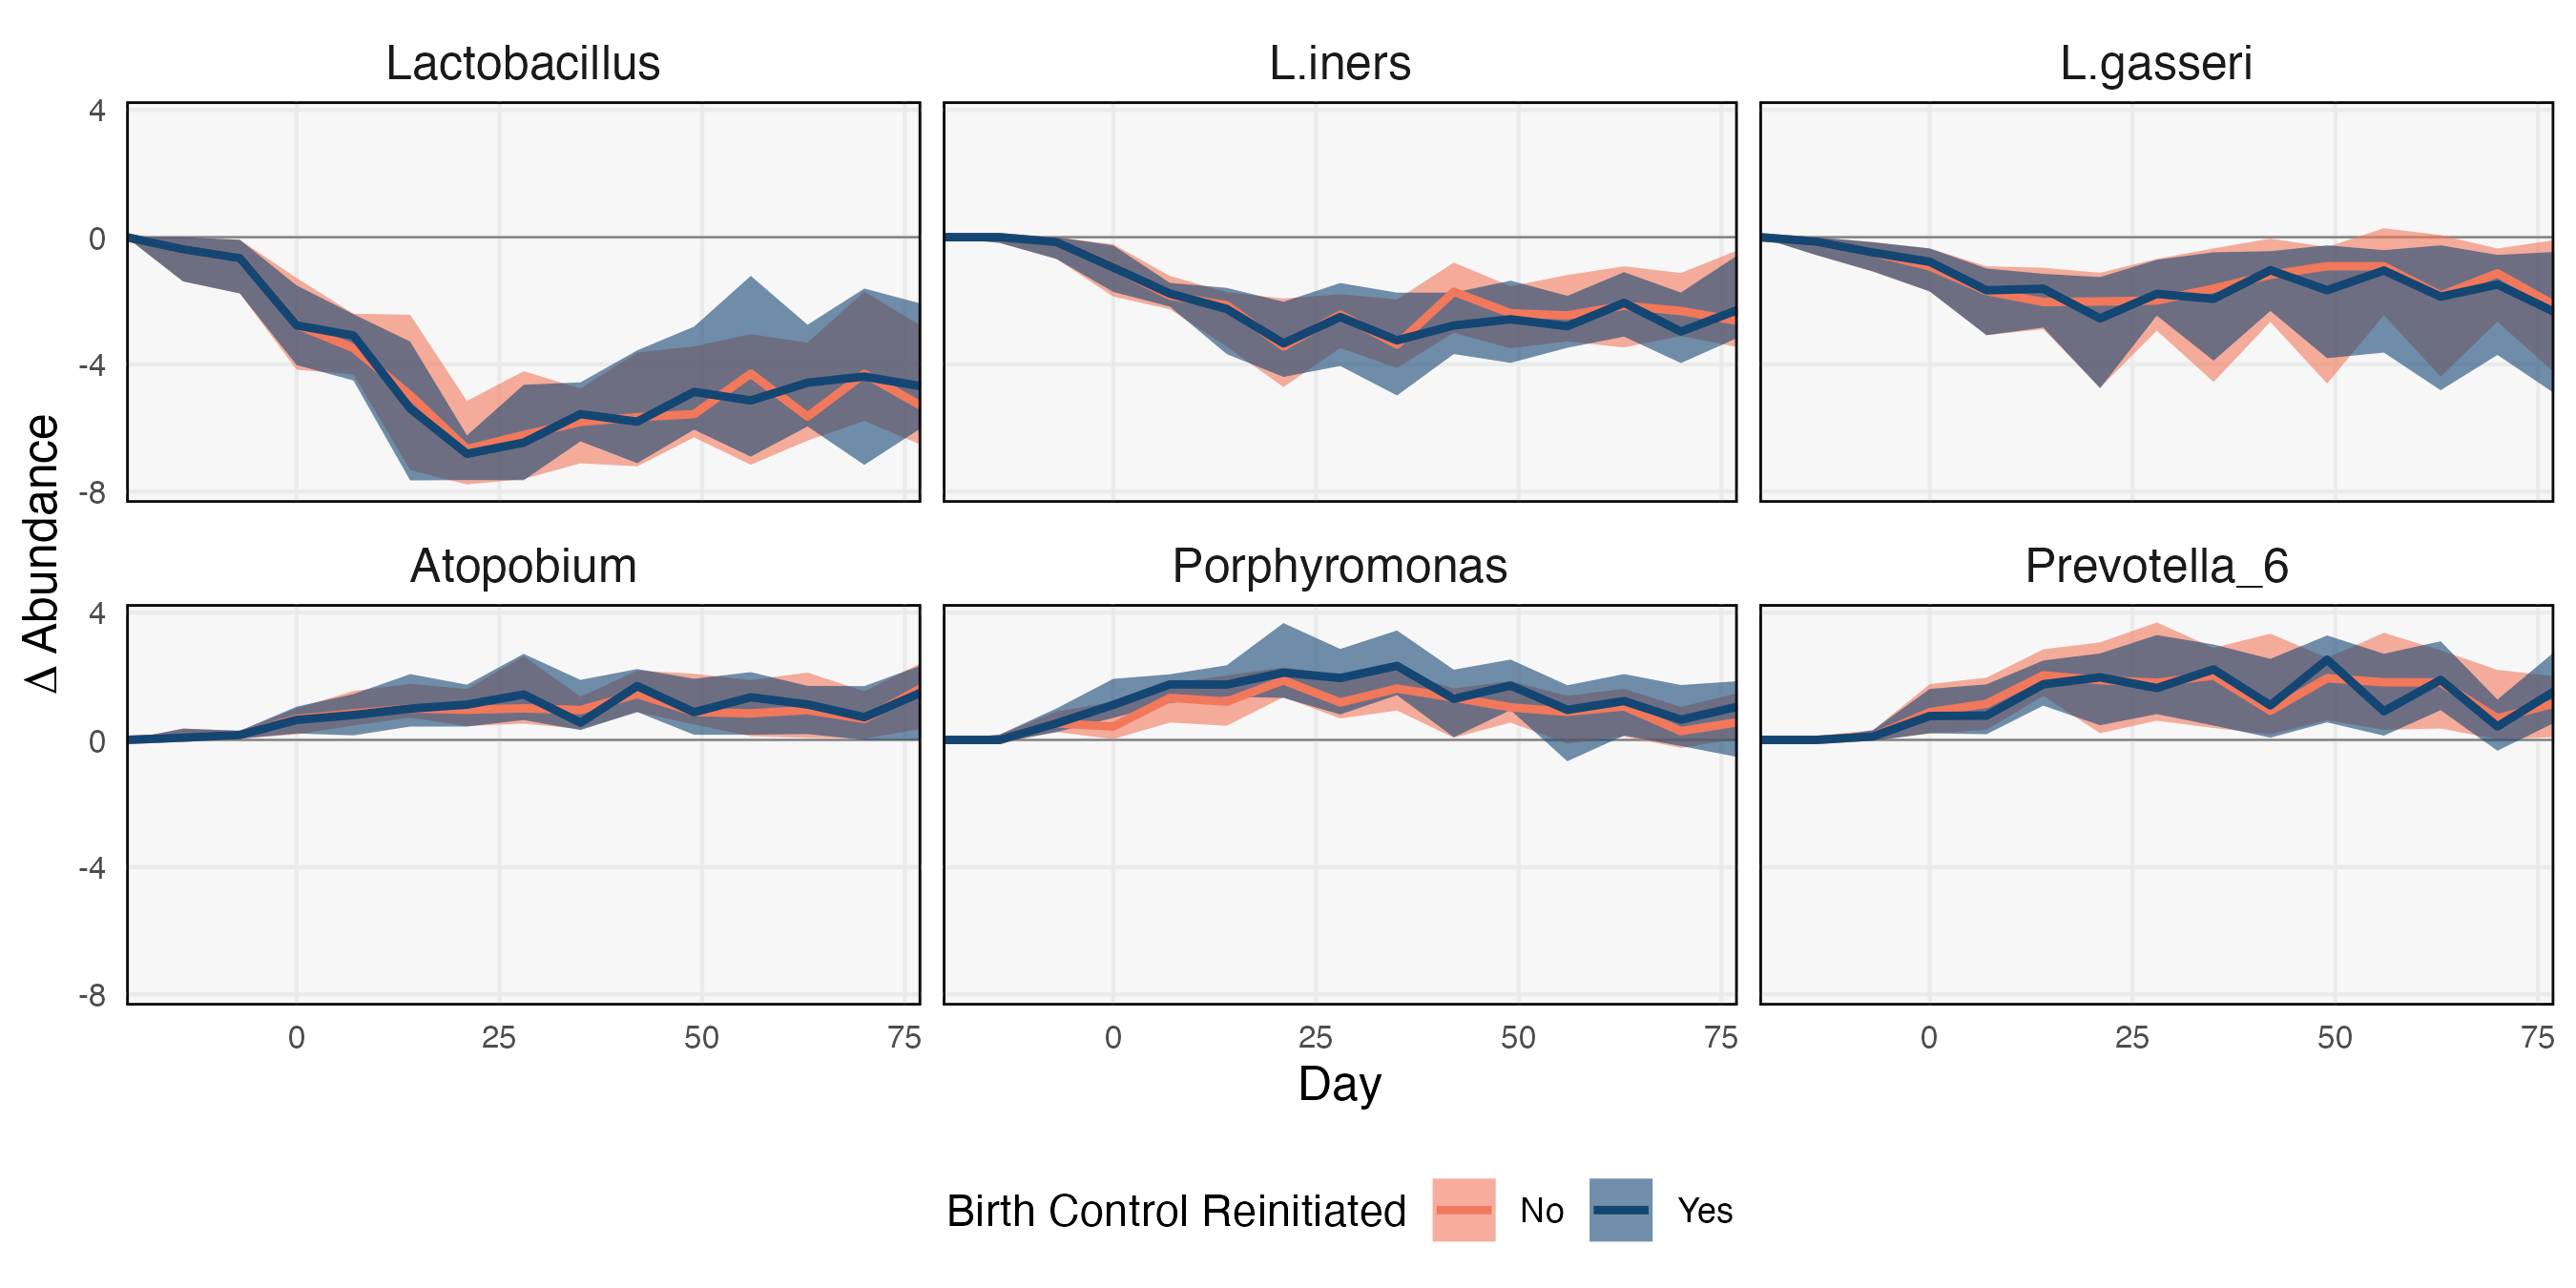 Lactobacillus
L.iners
L.gasseri
4
0
-4
-8
Atopobium
Porphyromonas
Prevotella_6
4
0
-4
-8
0 25 50 75
0 25 50 75
0 25 50 75
Δ Abundance
Day
Birth Control Reinitiated No Yes